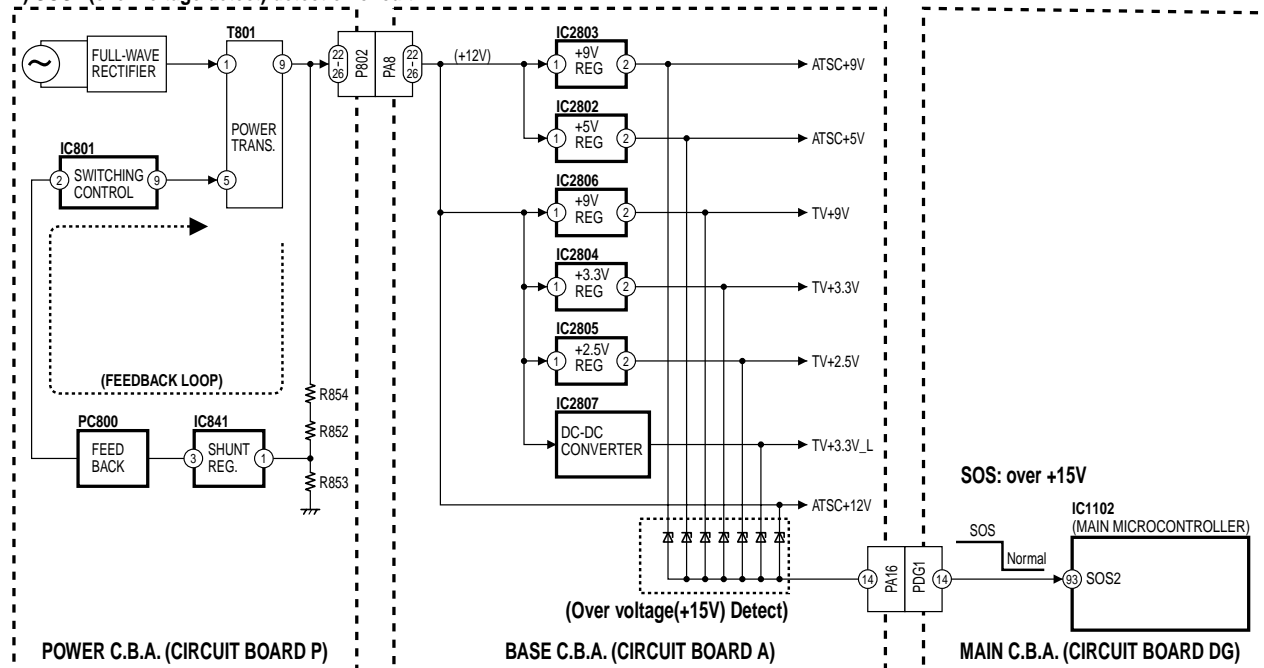 T801
FULL-WAVE
RECTIFIER
1
9
22
-
26
P802
PA8
22
-
26
(+12V)
POWER
TRANS.
IC801
2
SWITCHING
CONTROL
9
5
(FEEDBACK LOOP)
R854
R852
R853
PC800
FEED
BACK
IC841
3
SHUNT
REG.
1
POWER C.B.A. (CIRCUIT BOARD P)
IC2803
1
+9V
REG
2
ATSC+9V
IC2802
1
+5V
REG
2
ATSC+5V
IC2806
1
+9V
REG
2
TV+9V
IC2804
1
+3.3V
REG
2
TV+3.3V
IC2805
1
+2.5V
REG
2
TV+2.5V
IC2807
DC-DC
CONVERTER
TV+3.3V_L
ATSC+12V
(Over voltage(+15V) Detect)
BASE C.B.A. (CIRCUIT BOARD A)
14
PA16
PDG1
14
SOS: over +15V
SOS
Normal
IC1102
(MAIN MICROCONTROLLER)
93
SOS2
MAIN C.B.A. (CIRCUIT BOARD DG)